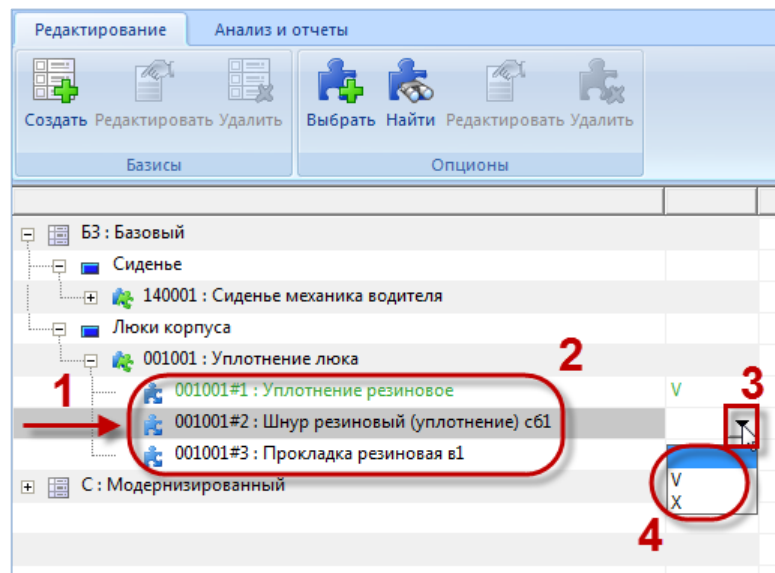 Редактирование Анализ и отчеты
Создать Редактировать Удалить Выбрать Найти Редактировать Удалить
Базисы Опционы
БЗ : Базовый
Сиденье
140001 : Сиденье механика водителя
Люки корпуса
001001 : Уплотнение люка
2
1 001001#1 : Уплотнение резиновое V 3
001001#2 : Шнур резиновый (уплотнение) сб1
001001#3 : Прокладка резиновая в1
С : Модернизированный V
X
4